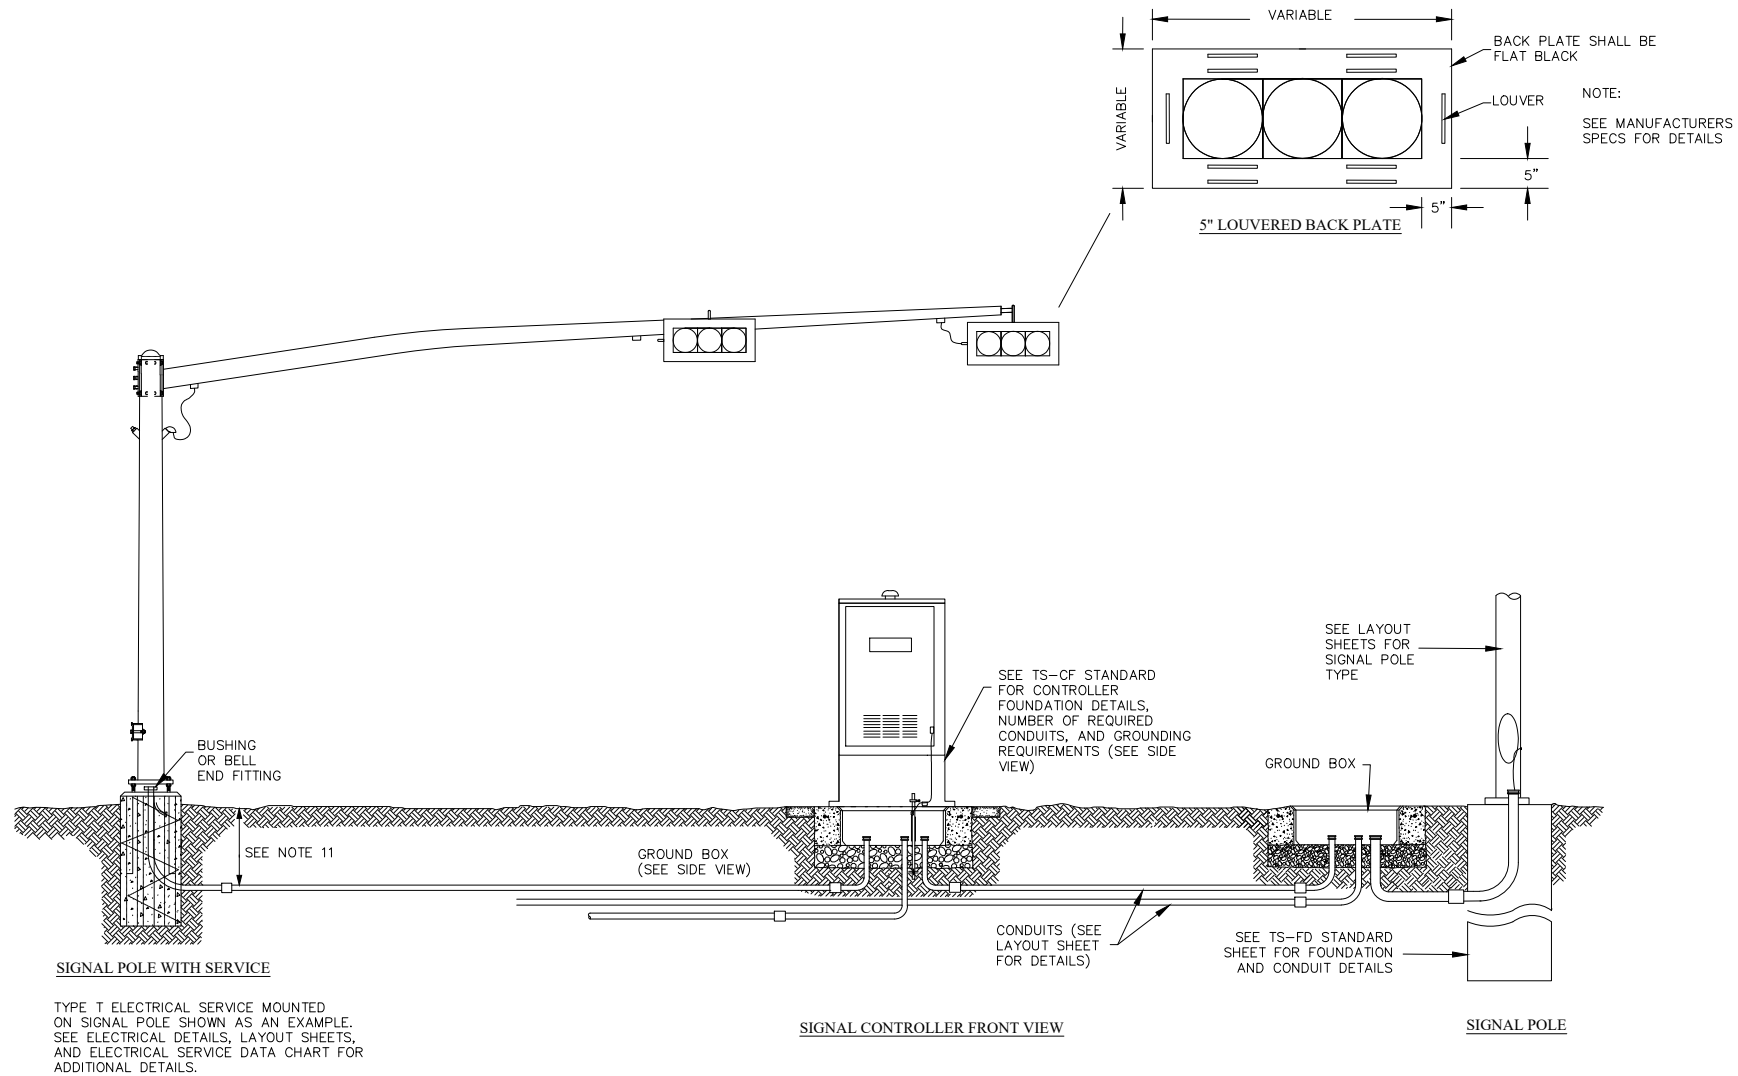 VARIABLE
VARIABLE
BACK PLATE SHALL BE
FLAT BLACK
LOUVER
NOTE:
SEE MANUFACTURERS
SPECS FOR DETAILS
5"
5"
5" LOUVERED BACK PLATE
SEE LAYOUT
SHEETS FOR
SIGNAL POLE
TYPE
SEE TS-CF STANDARD
FOR CONTROLLER
FOUNDATION DETAILS,
NUMBER OF REQUIRED
CONDUITS, AND GROUNDING
REQUIREMENTS (SEE SIDE
VIEW)
BUSHING
OR BELL
END FITTING
GROUND BOX
SEE NOTE 11
GROUND BOX
(SEE SIDE VIEW)
CONDUITS (SEE
LAYOUT SHEET
FOR DETAILS)
SEE TS-FD STANDARD
SHEET FOR FOUNDATION
AND CONDUIT DETAILS
SIGNAL POLE WITH SERVICE
TYPE T ELECTRICAL SERVICE MOUNTED
ON SIGNAL POLE SHOWN AS AN EXAMPLE.
SEE ELECTRICAL DETAILS, LAYOUT SHEETS,
AND ELECTRICAL SERVICE DATA CHART FOR
ADDITIONAL DETAILS.
SIGNAL CONTROLLER FRONT VIEW
SIGNAL POLE